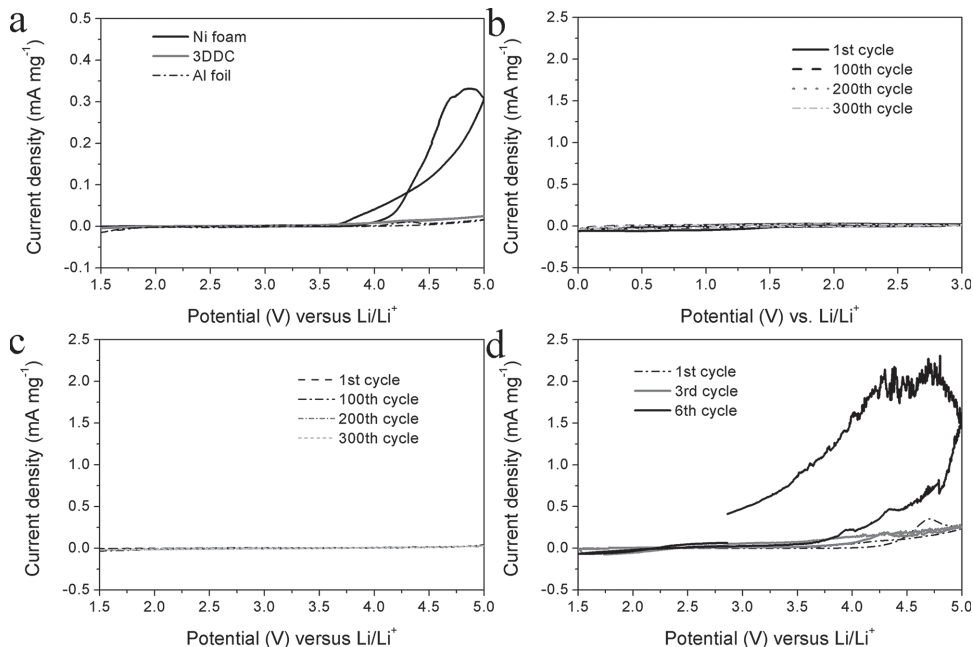 a
Ni foam
3DDC
Al foil
Current density (mA mg⁻¹)
0.5
0.4
0.3
0.2
0.1
0.0
-0.1
1.5 2.0 2.5 3.0 3.5 4.0 4.5 5.0
Potential (V) versus Li/Li⁺
b
1st cycle
100th cycle
200th cycle
300th cycle
Current density (mA mg⁻¹)
2.5
2.0
1.5
1.0
0.5
0.0
-0.5
0.0 0.5 1.0 1.5 2.0 2.5 3.0
Potential (V) vs. Li/Li⁺
c
1st cycle
100th cycle
200th cycle
300th cycle
Current density (mA mg⁻¹)
2.5
2.0
1.5
1.0
0.5
0.0
-0.5
1.5 2.0 2.5 3.0 3.5 4.0 4.5 5.0
Potential (V) versus Li/Li⁺
d
1st cycle
3rd cycle
6th cycle
Current density (mA mg⁻¹)
2.5
2.0
1.5
1.0
0.5
0.0
-0.5
1.5 2.0 2.5 3.0 3.5 4.0 4.5 5.0
Potential (V) versus Li/Li⁺